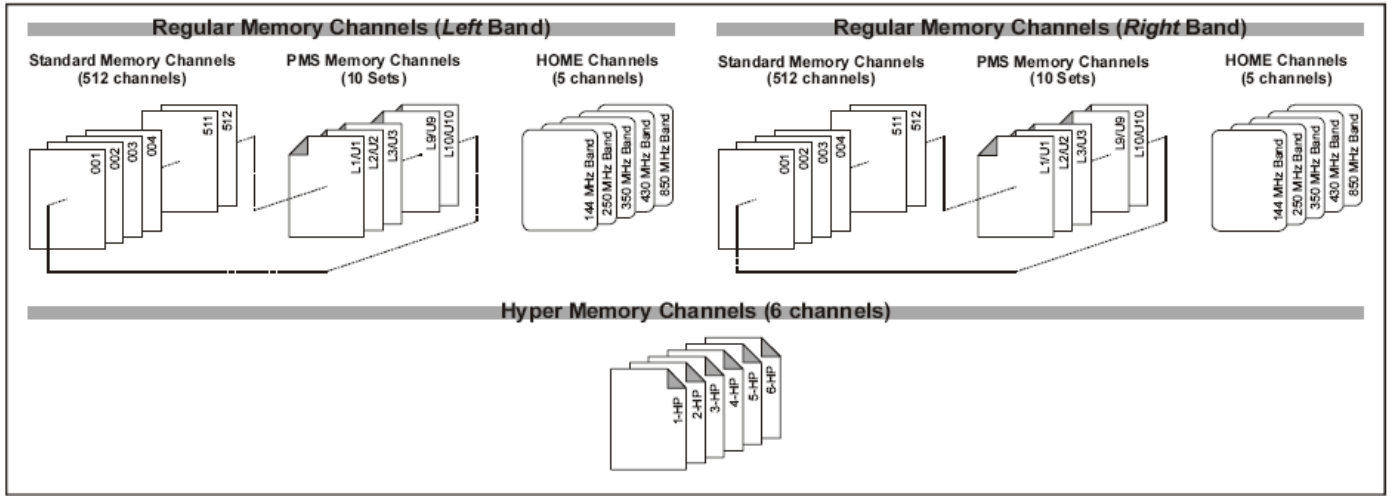 Regular Memory Channels (Left Band)
Standard Memory Channels
(512 channels)
PMS Memory Channels
(10 Sets)
HOME Channels
(5 channels)
001
002
003
004
511
512
L1/U1
L2/U2
L3/U3
L9/U9
L10/U10
144 MHz Band
250 MHz Band
350 MHz Band
430 MHz Band
850 MHz Band
Regular Memory Channels (Right Band)
Standard Memory Channels
(512 channels)
PMS Memory Channels
(10 Sets)
HOME Channels
(5 channels)
001
002
003
004
511
512
L1/U1
L2/U2
L3/U3
L9/U9
L10/U10
144 MHz Band
250 MHz Band
350 MHz Band
430 MHz Band
850 MHz Band
Hyper Memory Channels (6 channels)
1-HP
2-HP
3-HP
4-HP
5-HP
6-HP